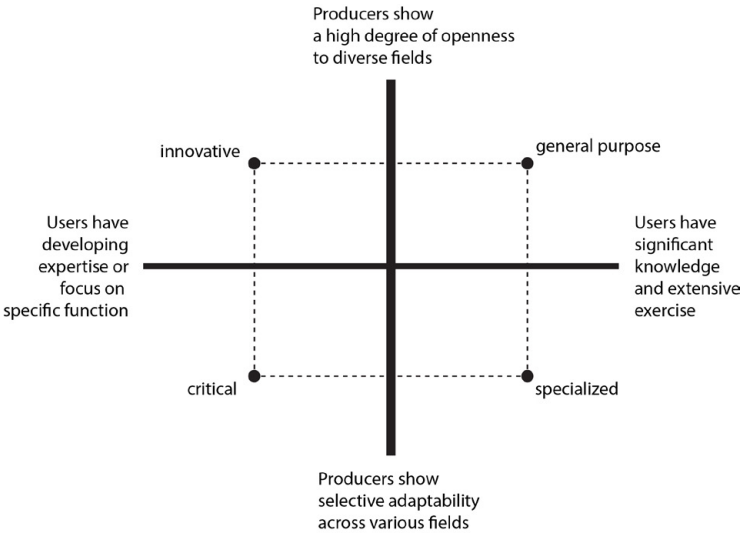 Producers show
a high degree of openness
to diverse fields
innovative
general purpose
Users have
developing
expertise or
focus on
specific function
Users have
significant
knowledge
and extensive
exercise
critical
specialized
Producers show
selective adaptability
across various fields